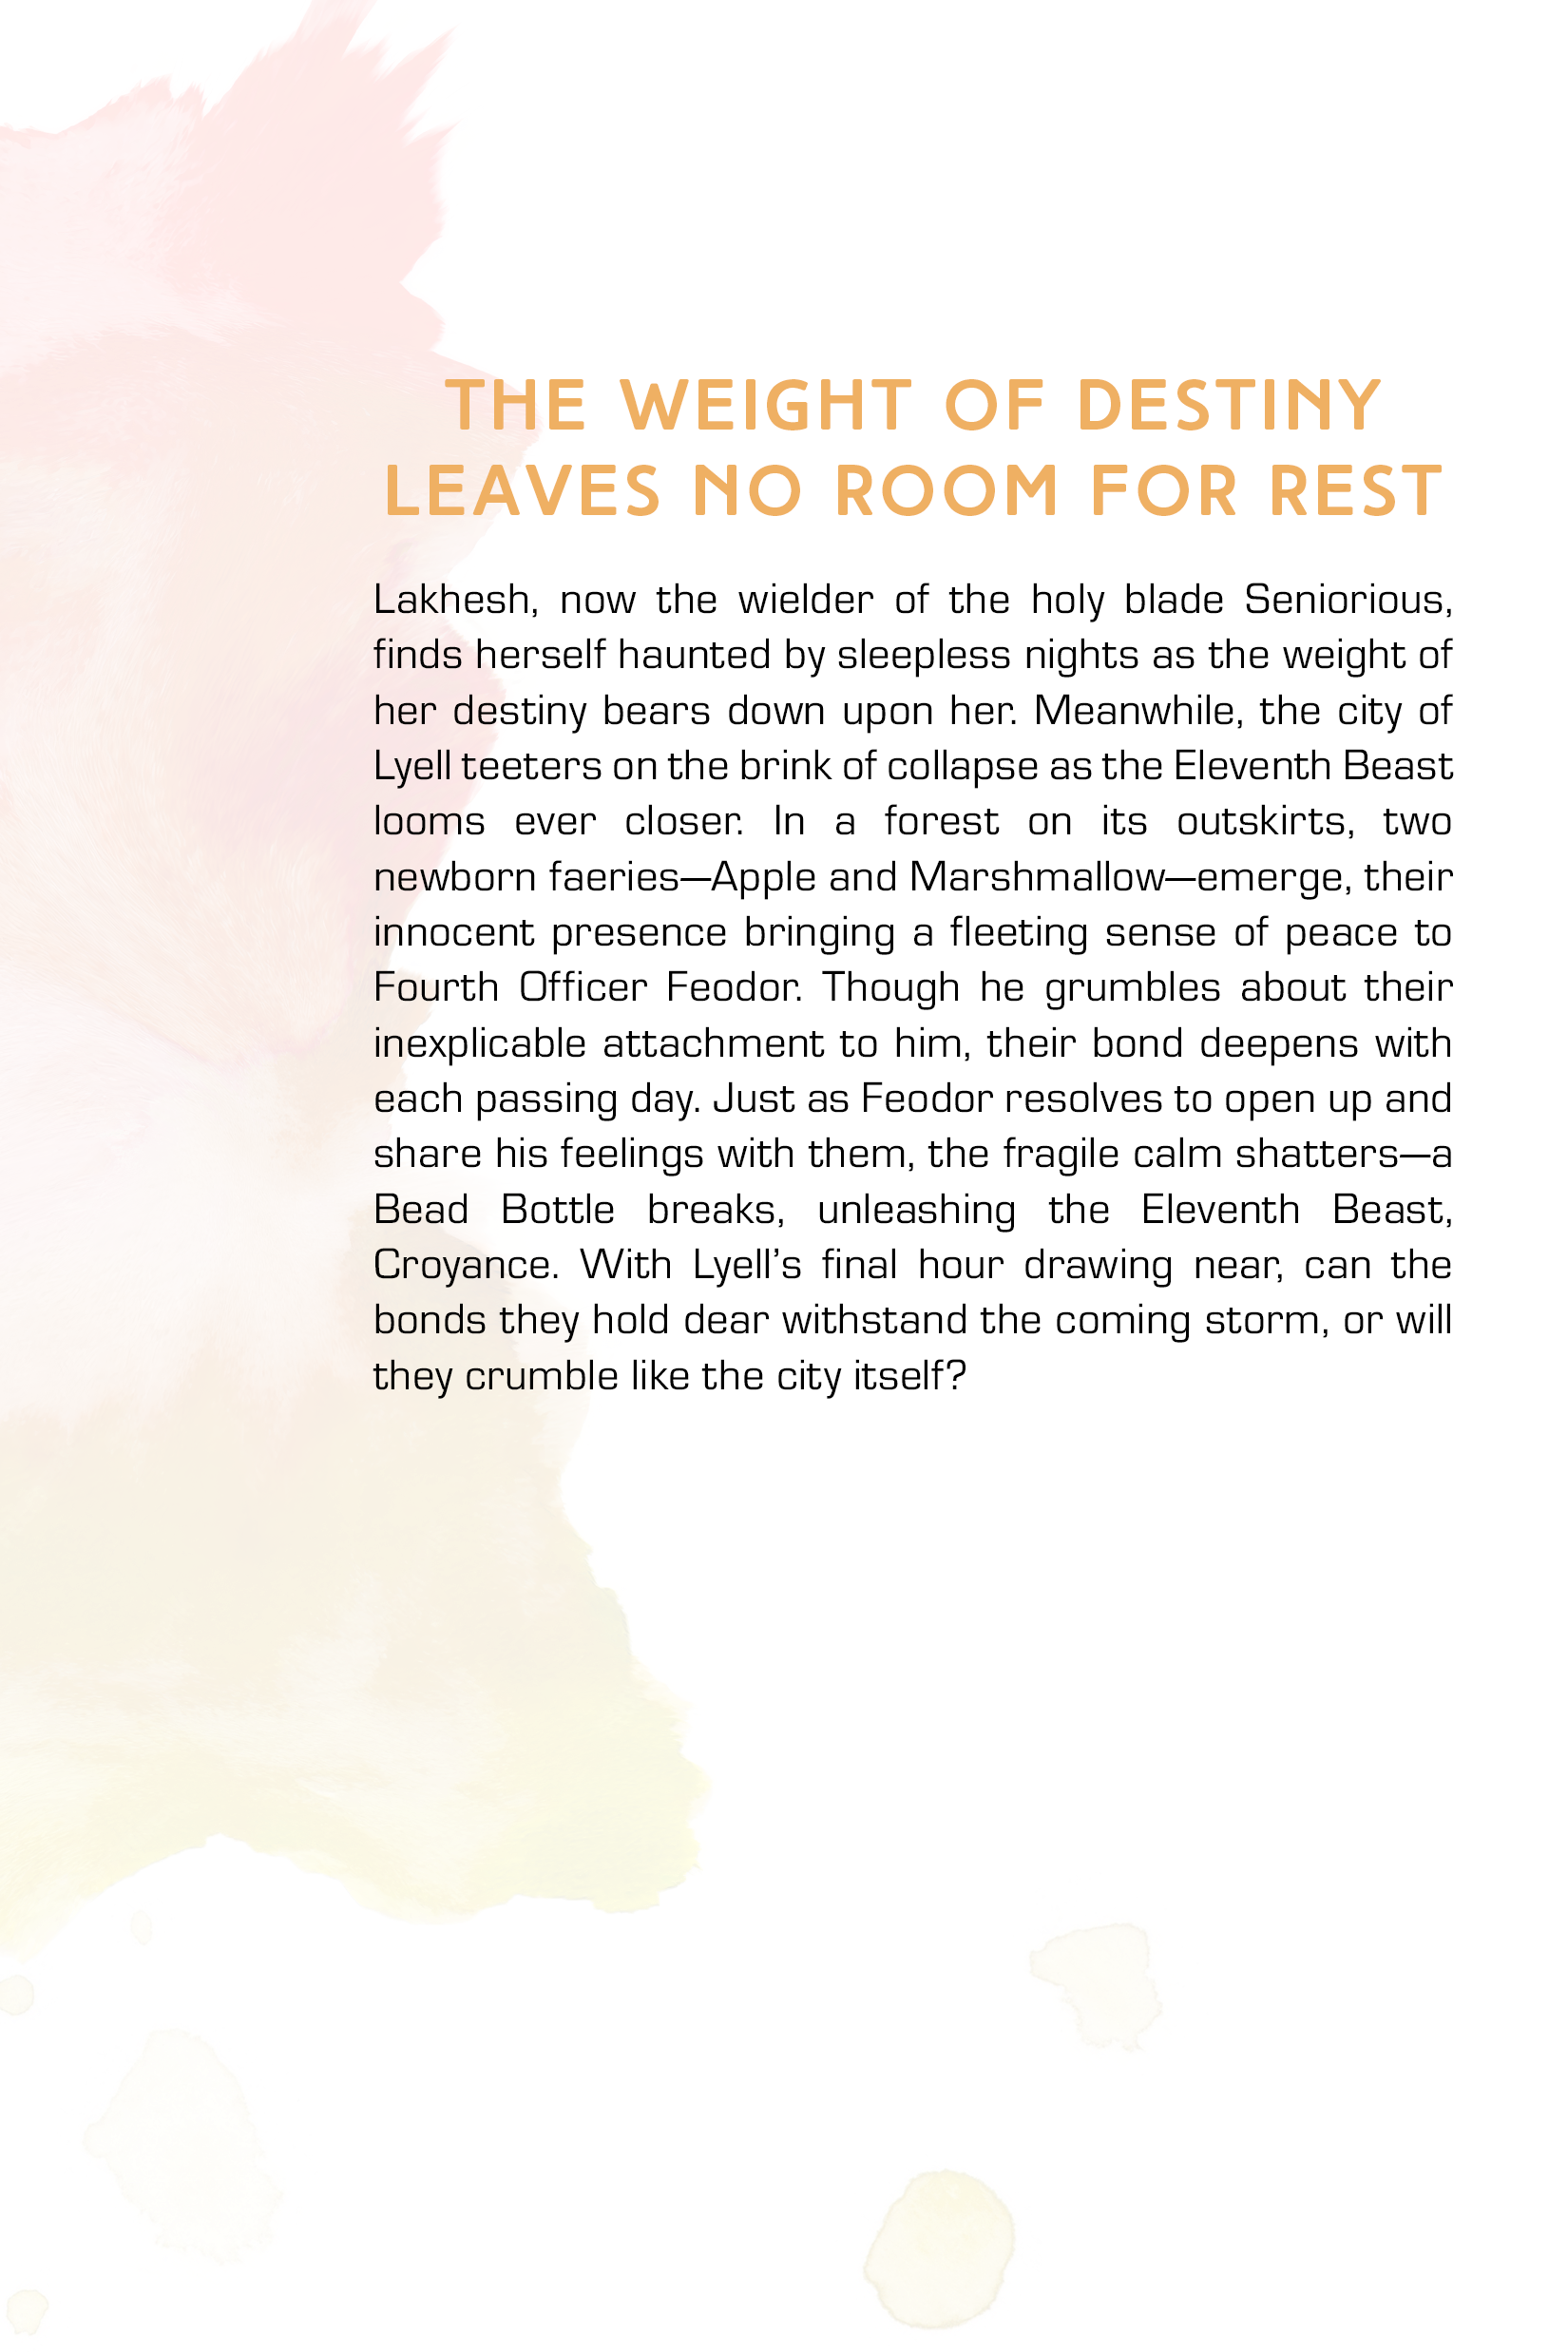 THE WEIGHT OF DESTINY
LEAVES NO ROOM FOR REST
Lakhesh, now the wielder of the holy blade Seniorious,
finds herself haunted by sleepless nights as the weight of
her destiny bears down upon her. Meanwhile, the city of
Lyell teeters on the brink of collapse as the Eleventh Beast
looms ever closer. In a forest on its outskirts, two
newborn faeries—Apple and Marshmallow—emerge, their
innocent presence bringing a fleeting sense of peace to
Fourth Officer Feodor. Though he grumbles about their
inexplicable attachment to him, their bond deepens with
each passing day. Just as Feodor resolves to open up and
share his feelings with them, the fragile calm shatters—a
Bead Bottle breaks, unleashing the Eleventh Beast,
Croyance. With Lyell’s final hour drawing near, can the
bonds they hold dear withstand the coming storm, or will
they crumble like the city itself?